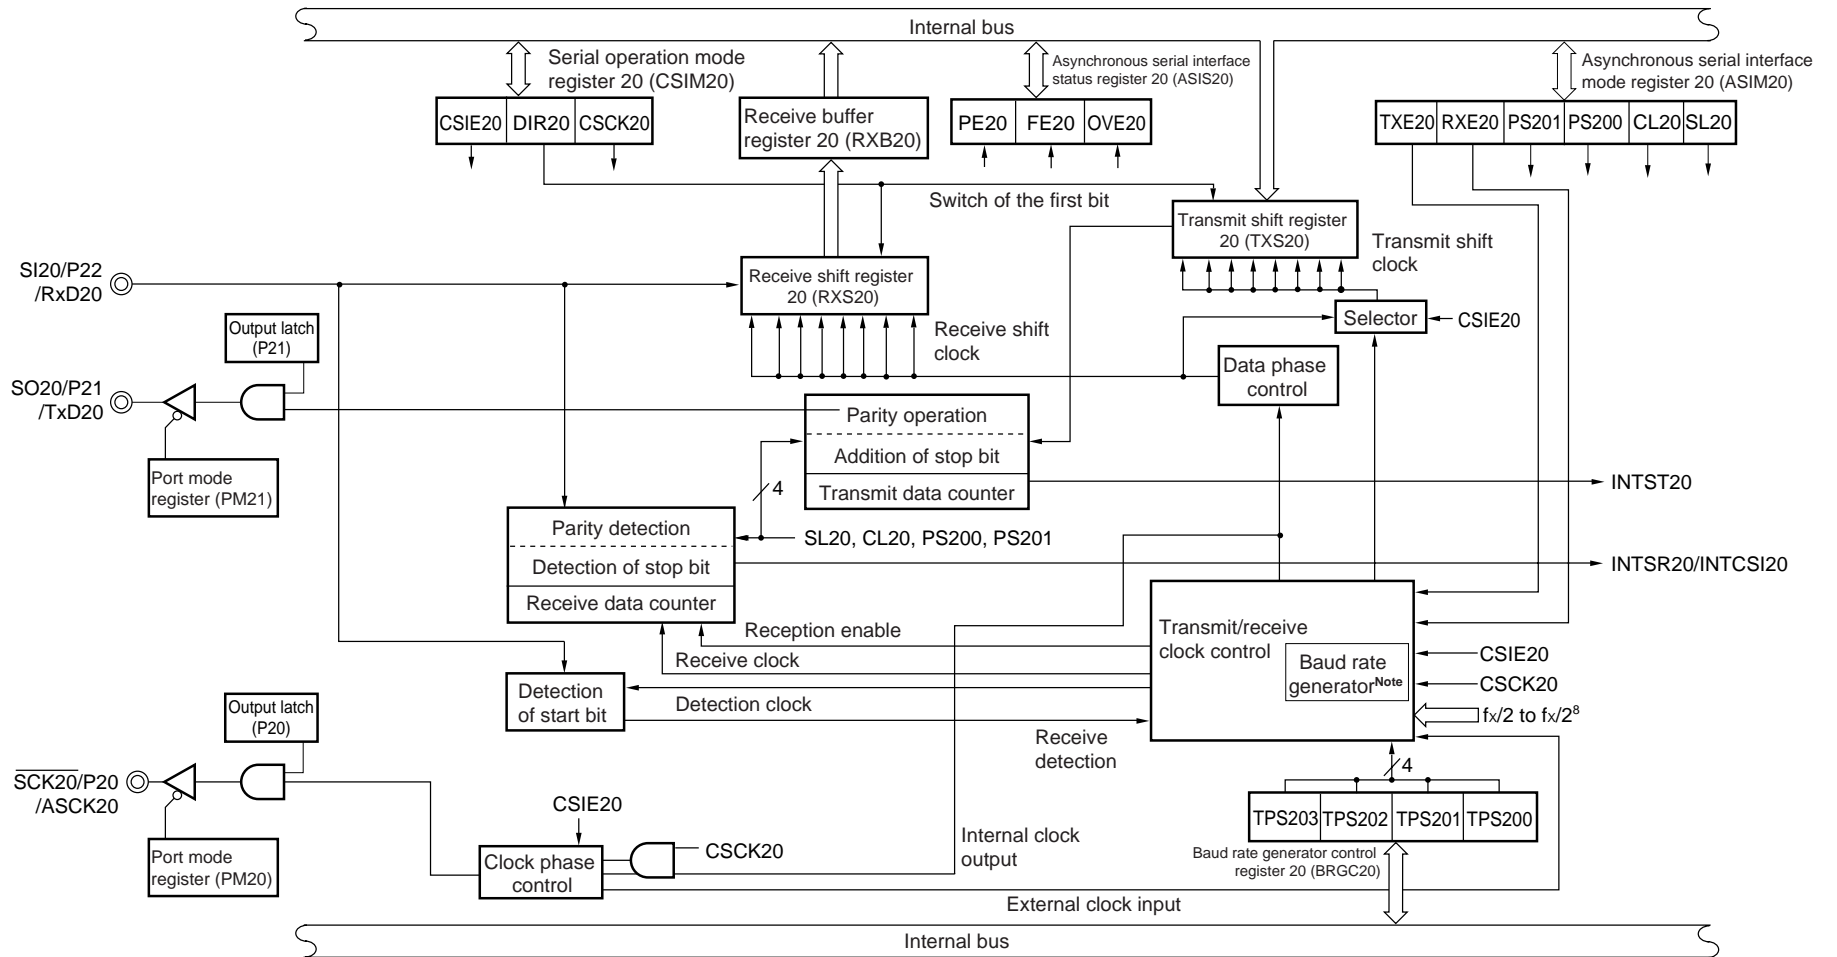 Internal bus
Serial operation mode
register 20 (CSIM20)
Asynchronous serial interface
status register 20 (ASIS20)
Asynchronous serial interface
mode register 20 (ASIM20)
CSIE20 DIR20 CSCK20
Receive buffer
register 20 (RXB20)
PE20 FE20 OVE20
TXE20 RXE20 PS201 PS200 CL20 SL20
Switch of the first bit
Transmit shift register
20 (TXS20)
Transmit shift
clock
SI20/P22
/RxD20
Receive shift register
20 (RXS20)
Selector
CSIE20
Output latch
(P21)
Receive shift
clock
Data phase
control
SO20/P21
/TxD20
Parity operation
Addition of stop bit
Transmit data counter
Port mode
register (PM21)
4
INTST20
Parity detection
Detection of stop bit
Receive data counter
SL20, CL20, PS200, PS201
INTSR20/INTCSI20
Reception enable
Receive clock
Transmit/receive
clock control
Baud rate
generatorNote
CSIE20
CSCK20
fX/2 to fX/2⁸
Detection
of start bit
Detection clock
Receive
detection
Output latch
(P20)
SCK20/P20
/ASCK20
4
TPS203 TPS202 TPS201 TPS200
CSIE20
Clock phase
control
CSCK20
Internal clock
output
Baud rate generator control
register 20 (BRGC20)
Port mode
register (PM20)
External clock input
Internal bus